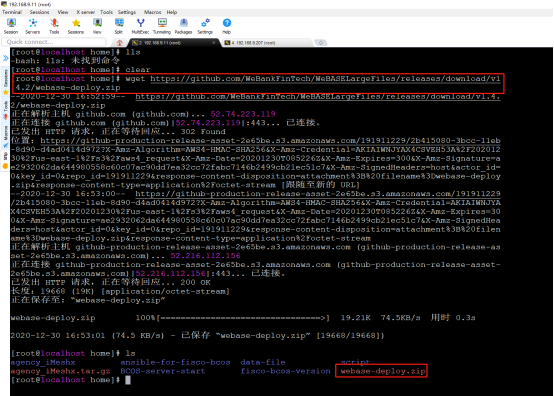 192.168.9.11 (root)
Terminal Sessions View X server Tools Settings Macros Help
Session Servers Tools Sessions View Split MultiExec Tunneling Packages Settings Help
Quick connect...
2. 192.168.9.11 (root)
4. 192.168.9.207 (root)
Sessions
Tools
Macros
Sftp
[root@localhost home]# lls
-bash: lls: 未找到命令
[root@localhost home]# clear
[root@localhost home]# wget https://github.com/WeBankFinTech/WeBASELargeFiles/releases/download/v1
.4.2/webase-deploy.zip
--2020-12-30 16:52:59-- https://github.com/WeBankFinTech/WeBASELargeFiles/releases/download/v1.4.
2/webase-deploy.zip
正在解析主机 github.com (github.com)... 52.74.223.119
正在连接 github.com (github.com)|52.74.223.119|:443... 已连接。
已发出 HTTP 请求，正在等待回应... 302 Found
位置：https://github-production-release-asset-2e65be.s3.amazonaws.com/191911229/2b415080-3bcc-11eb
-8d90-d4ad0414d972?X-Amz-Algorithm=AWS4-HMAC-SHA256&X-Amz-Credential=AKIAIWNJYAX4CSVEH53A%2F202012
30%2Fus-east-1%2Fs3%2Faws4_request&X-Amz-Date=20201230T085226Z&X-Amz-Expires=300&X-Amz-Signature=a
e2932062da644980558c60c07ac90dd7ea32cc72fabc7146b2499cb21ec51c7&X-Amz-SignedHeaders=host&actor_id=
0&key_id=0&repo_id=191911229&response-content-disposition=attachment%3B%20filename%3Dwebase-deploy
.zip&response-content-type=application%2Foctet-stream [跟随至新的 URL]
--2020-12-30 16:53:00-- https://github-production-release-asset-2e65be.s3.amazonaws.com/191911229
/2b415080-3bcc-11eb-8d90-d4ad0414d972?X-Amz-Algorithm=AWS4-HMAC-SHA256&X-Amz-Credential=AKIAIWNJYA
X4CSVEH53A%2F20201230%2Fus-east-1%2Fs3%2Faws4_request&X-Amz-Date=20201230T085226Z&X-Amz-Expires=30
0&X-Amz-Signature=ae2932062da644980558c60c07ac90dd7ea32cc72fabc7146b2499cb21ec51c7&X-Amz-SignedHea
ders=host&actor_id=0&key_id=0&repo_id=191911229&response-content-disposition=attachment%3B%20filen
ame%3Dwebase-deploy.zip&response-content-type=application%2Foctet-stream
正在解析主机 github-production-release-asset-2e65be.s3.amazonaws.com (github-production-release-as
set-2e65be.s3.amazonaws.com)... 52.216.112.156
正在连接 github-production-release-asset-2e65be.s3.amazonaws.com (github-production-release-asset-
2e65be.s3.amazonaws.com)|52.216.112.156|:443... 已连接。
已发出 HTTP 请求，正在等待回应... 200 OK
长度：19668 (19K) [application/octet-stream]
正在保存至: “webase-deploy.zip”
webase-deploy.zip 100%[================================>] 19.21K 74.5KB/s 用时 0.3s
2020-12-30 16:53:01 (74.5 KB/s) - 已保存 “webase-deploy.zip” [19668/19668])
[root@localhost home]# ls
agency_iMeshx ansible-for-fisco-bcos data-file script
agency_iMeshx.tar.gz BCOS-server-start fisco-bcos-version webase-deploy.zip
[root@localhost home]#